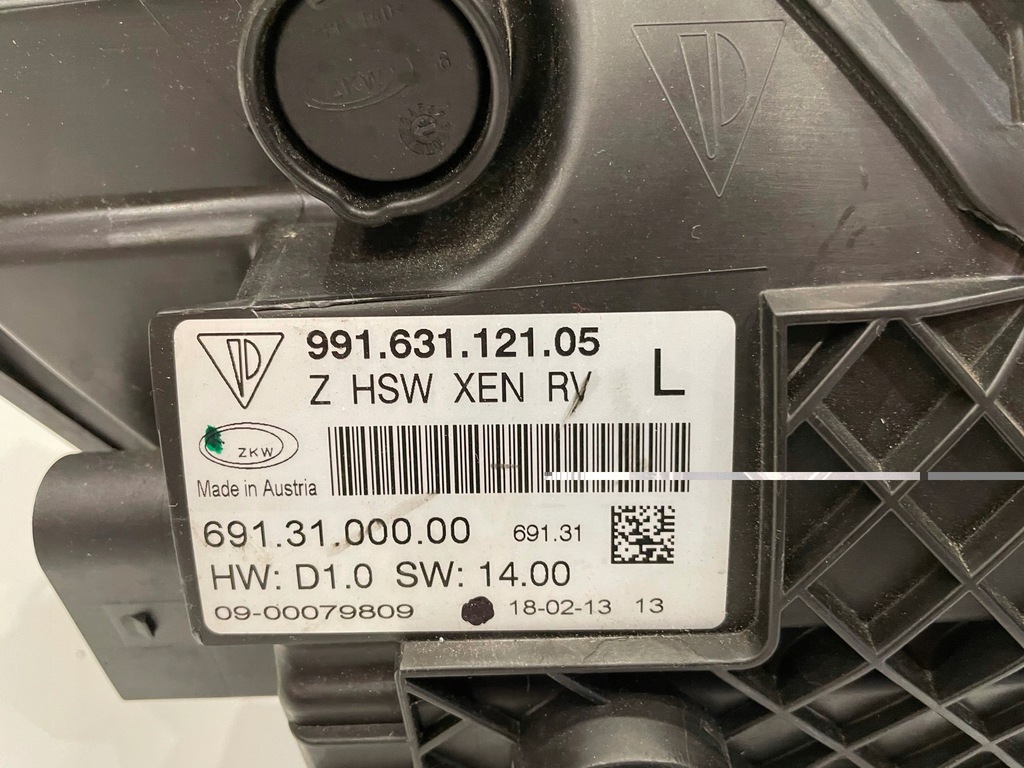 ZKW
991.631.121.05
Z HSW XEN RV L
ZKW
Made in Austria
691.31.000.00 691.31
HW: D1.0 SW: 14.00
09-00079809 18-02-13 13